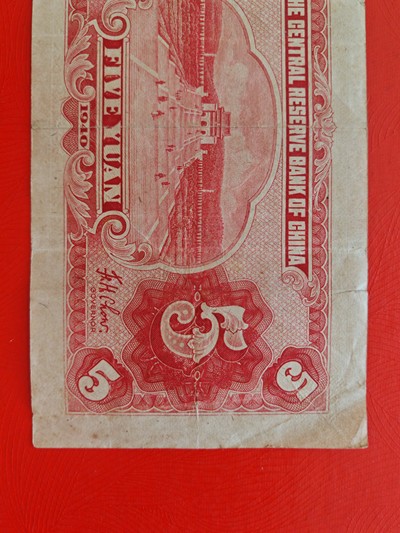 THE CENTRAL RESERVE BANK OF CHINA
FIVE YUAN
1940
GOVERNOR
5
5
5